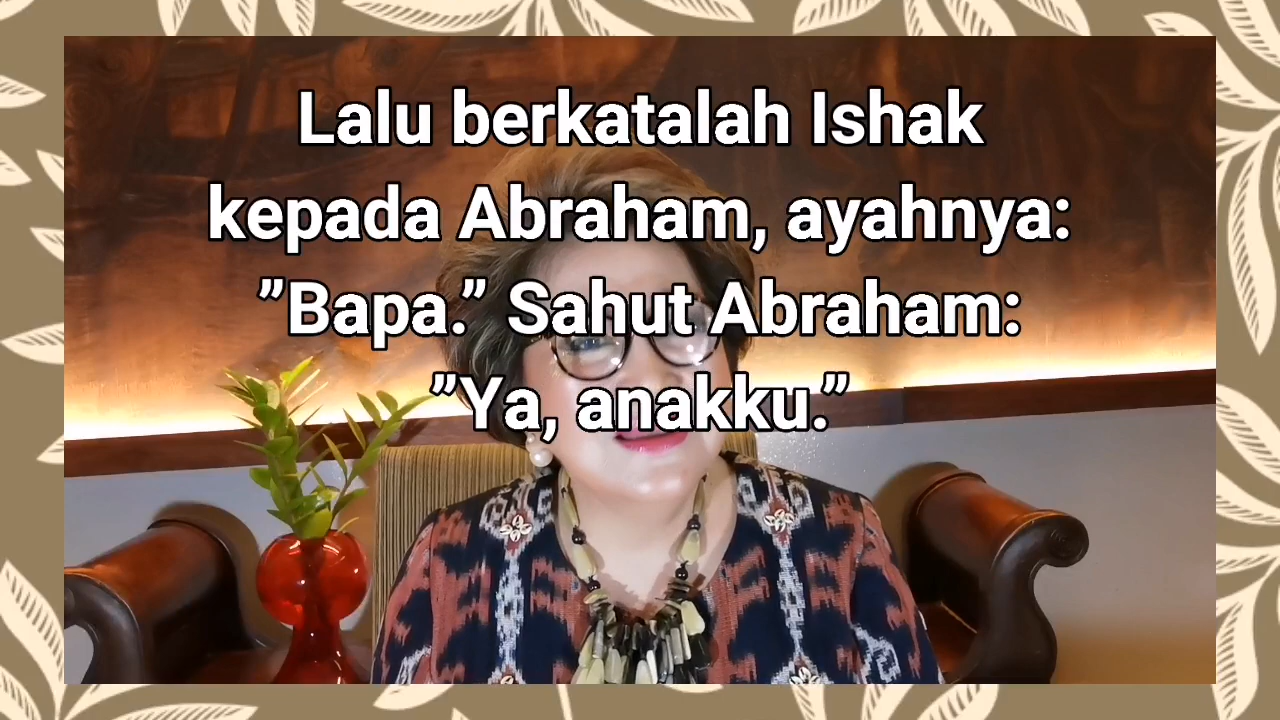 Lalu berkatalah Ishak
kepada Abraham, ayahnya:
”Bapa.” Sahut Abraham:
”Ya, anakku.”